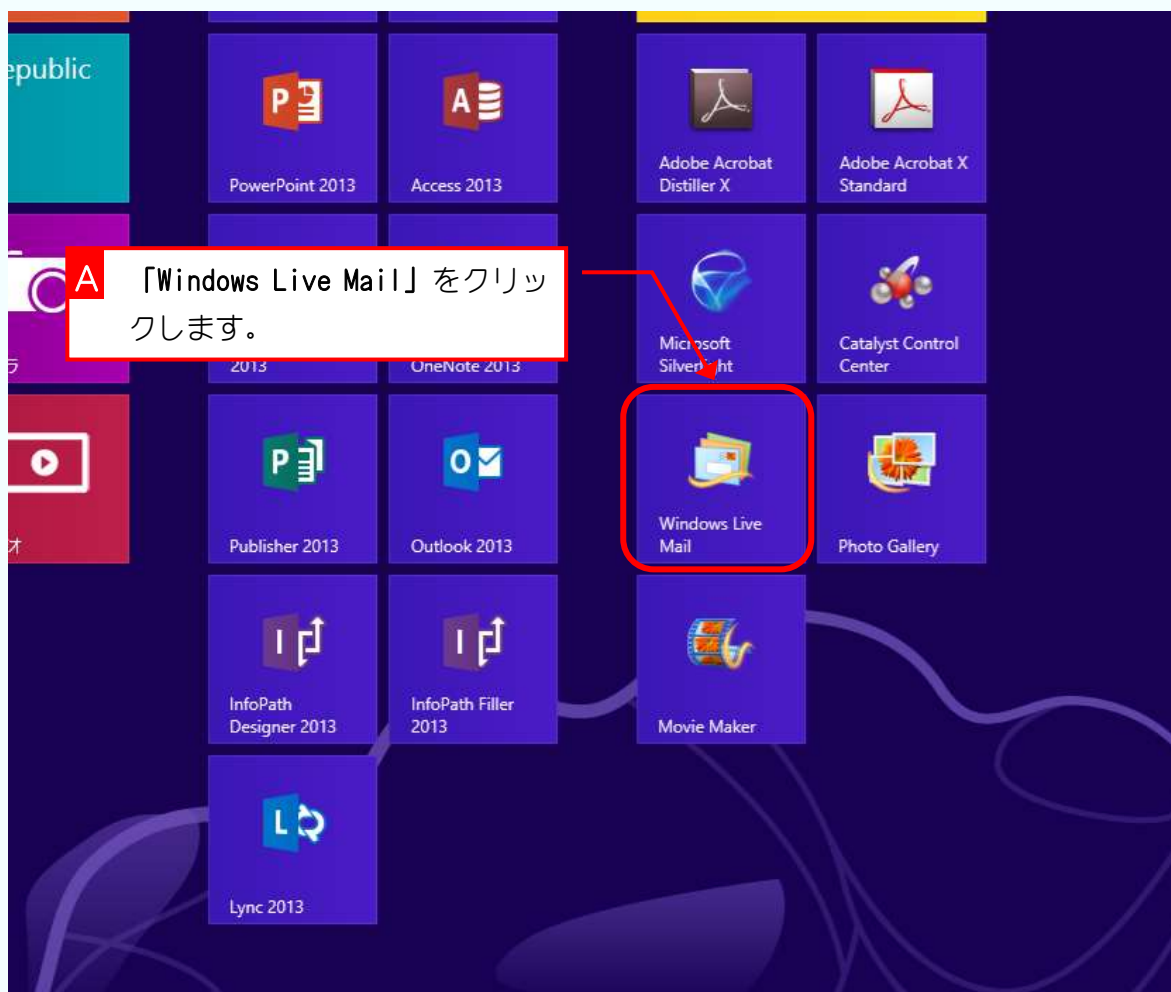 epublic
PowerPoint 2013
Access 2013
Adobe Acrobat
Distiller X
Adobe Acrobat X
Standard
A
「Windows Live Mail」をクリッ
クします。
ラ
2013
OneNote 2013
Microsoft
Silverlight
Catalyst Control
Center
オ
Publisher 2013
Outlook 2013
Windows Live
Mail
Photo Gallery
InfoPath
Designer 2013
InfoPath Filler
2013
Movie Maker
Lync 2013